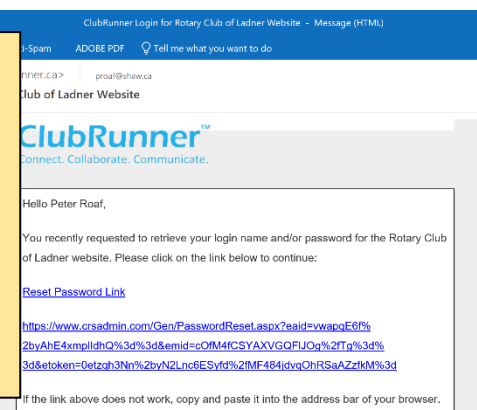 ClubRunner Login for Rotary Club of Ladner Website - Message (HTML)
i-Spam ADOBE PDF Tell me what you want to do
nner.ca> proal@shaw.ca
Club of Ladner Website
ClubRunner™
Connect. Collaborate. Communicate.
Hello Peter Roaf,
You recently requested to retrieve your login name and/or password for the Rotary Club
of Ladner website. Please click on the link below to continue:
Reset Password Link
https://www.crsadmin.com/Gen/PasswordReset.aspx?eaid=vwapqE6f%
2byAhE4xmplIdhQ%3d%3d&emid=cOfM4fCSYAXVGQFlJOg%2fTg%3d%
3d&etoken=0etzqh3Nn%2byN2Lnc6ESyfd%2fMF484jdvqOhRSaAZzfkM%3d
If the link above does not work, copy and paste it into the address bar of your browser.